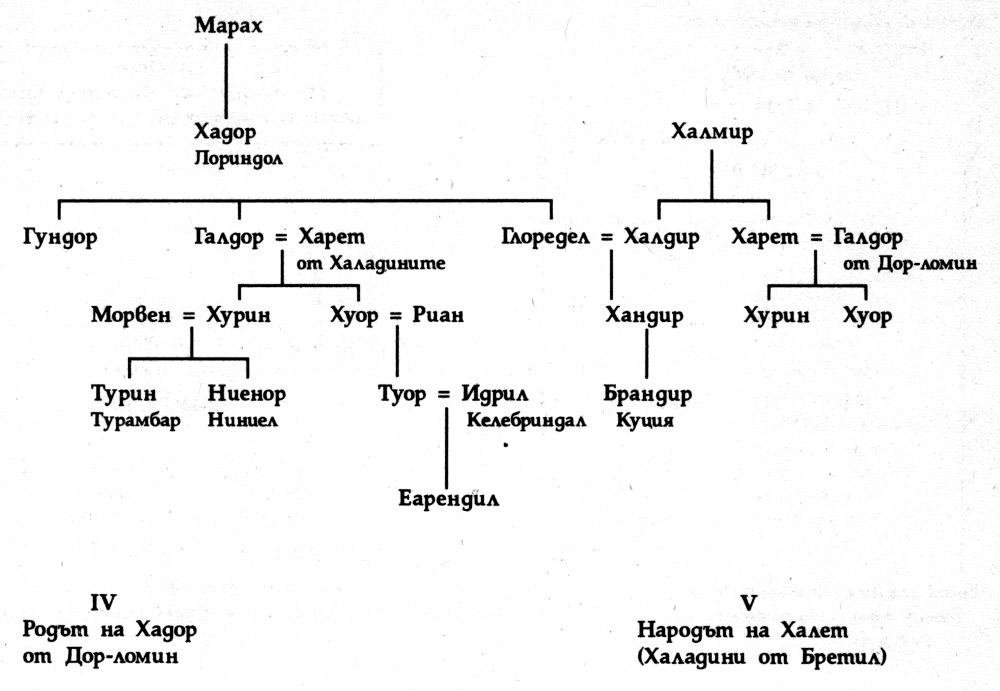 Марах
Хадор
Лориндол
Халмир
Гундор
Галдор = Харет
от Халадините
Глоредел = Халдир
Харет = Галдор
от Дор-ломин
Морвен = Хурин
Хуор = Риан
Хандир
Хурин
Хуор
Турин
Турамбар
Ниенор
Ниниел
Туор = Идрил
Келебриндал
Брандир
Куция
Еарендил
IV
Родът на Хадор
от Дор-ломин
V
Народът на Халет
(Халадини от Бретил)